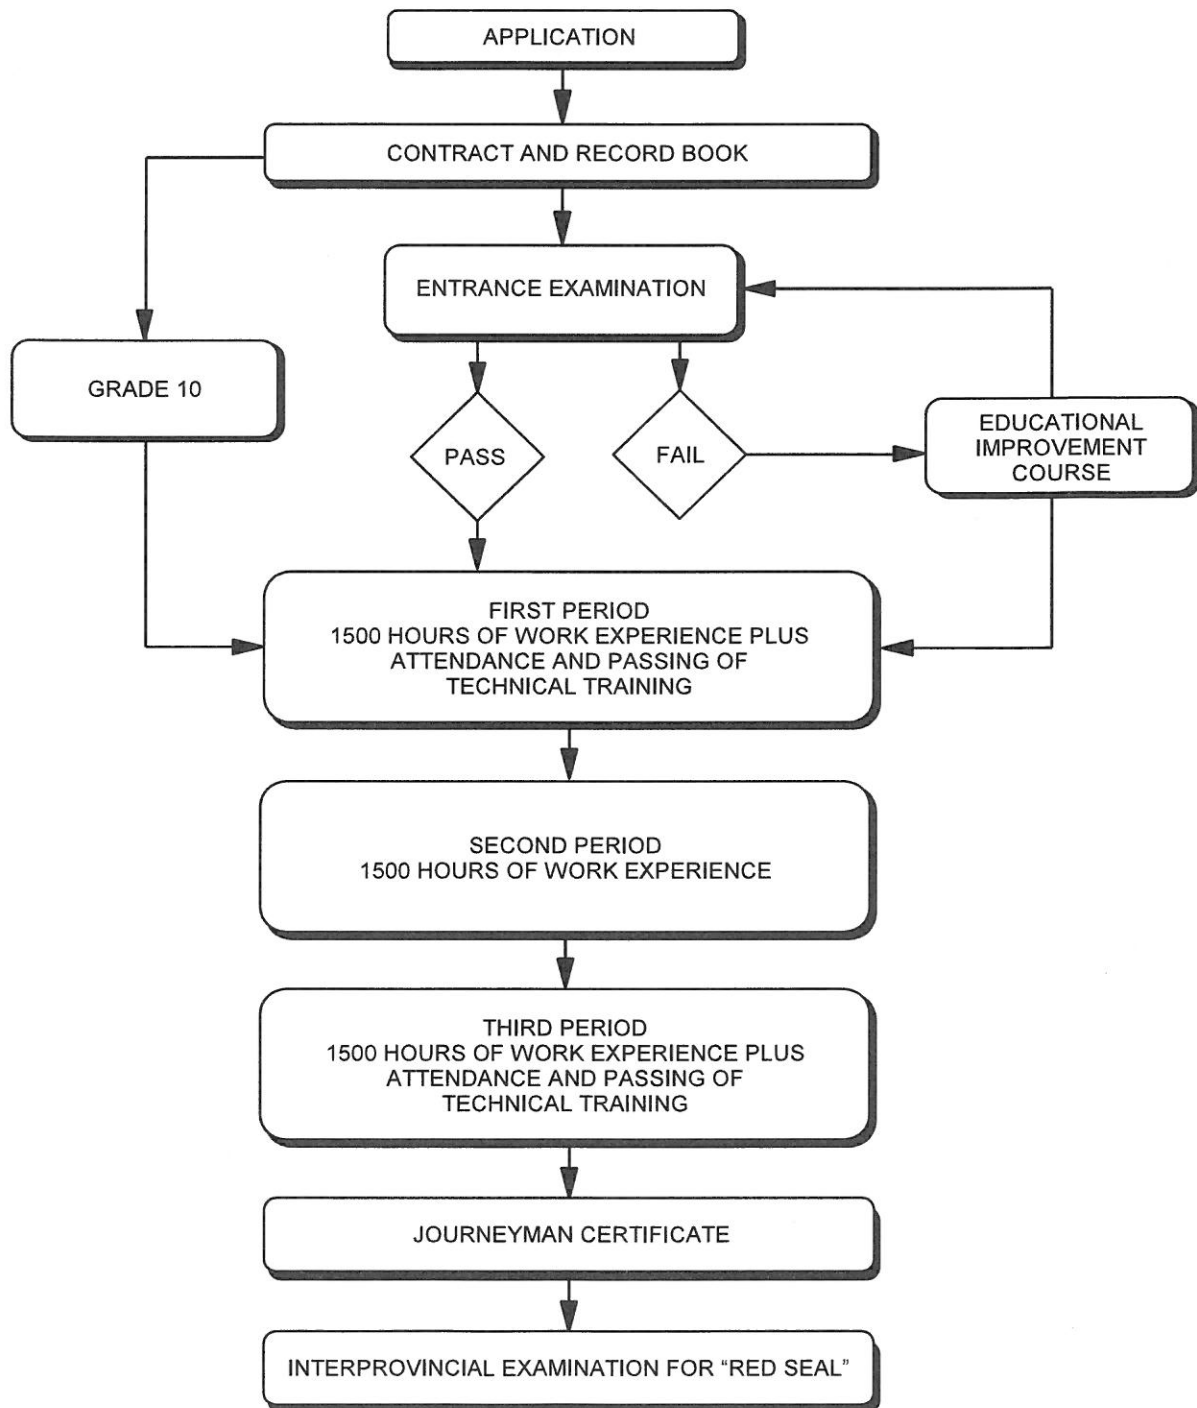 APPLICATION
CONTRACT AND RECORD BOOK
ENTRANCE EXAMINATION
GRADE 10
PASS
FAIL
EDUCATIONAL
IMPROVEMENT
COURSE
FIRST PERIOD
1500 HOURS OF WORK EXPERIENCE PLUS
ATTENDANCE AND PASSING OF
TECHNICAL TRAINING
SECOND PERIOD
1500 HOURS OF WORK EXPERIENCE
THIRD PERIOD
1500 HOURS OF WORK EXPERIENCE PLUS
ATTENDANCE AND PASSING OF
TECHNICAL TRAINING
JOURNEYMAN CERTIFICATE
INTERPROVINCIAL EXAMINATION FOR “RED SEAL”